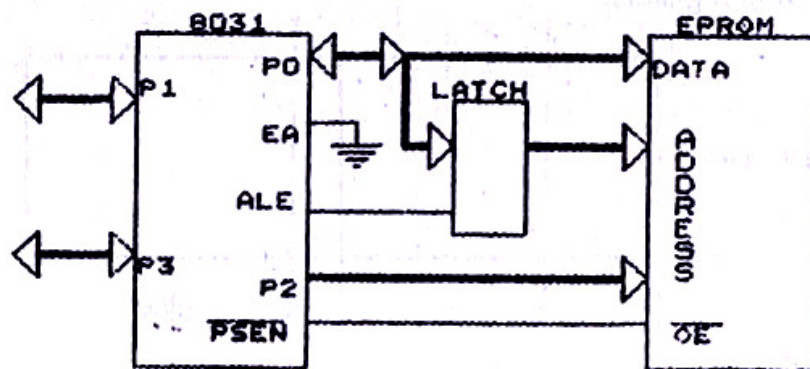 8031
EPROM
P0
DATA
P1
LATCH
EA
ADDRESS
ALE
P3
P2
PSEN
OE